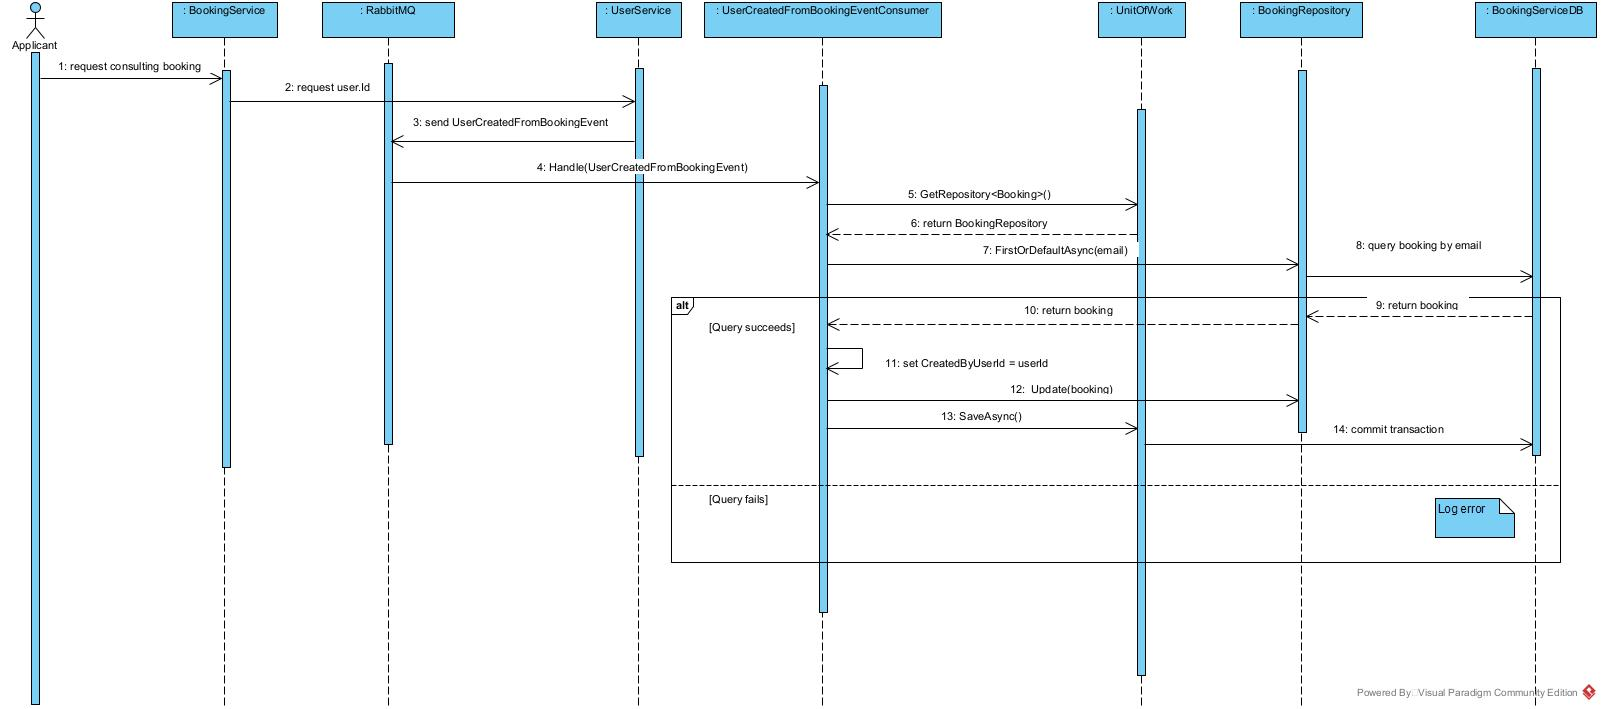 : BookingService
: RabbitMQ
: UserService
: UserCreatedFromBookingEventConsumer
: UnitOfWork
: BookingRepository
: BookingServiceDB
Applicant
1: request consulting booking
2: request user.Id
3: send UserCreatedFromBookingEvent
4: Handle(UserCreatedFromBookingEvent)
5: GetRepository<Booking>()
6: return BookingRepository
7: FirstOrDefaultAsync(email)
8: query booking by email
alt
9: return booking
10: return booking
[Query succeeds]
11: set CreatedByUserId = userId
12: Update(booking)
13: SaveAsync()
14: commit transaction
[Query fails]
Log error
Powered By Visual Paradigm Community Edition